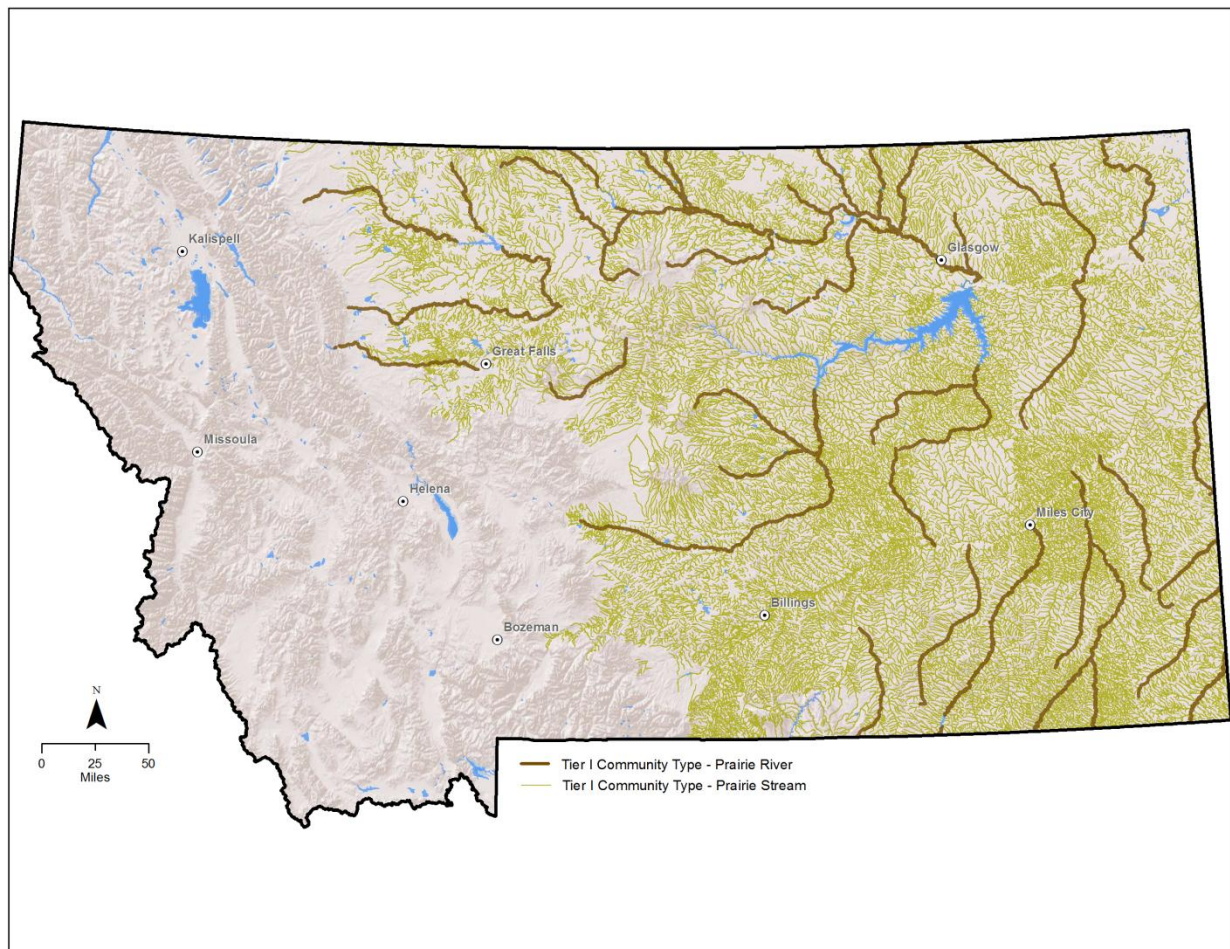 Kalispell
Glasgow
Great Falls
Missoula
Helena
Miles City
Billings
Bozeman
N
0 25 50
Miles
Tier I Community Type - Prairie River
Tier I Community Type - Prairie Stream